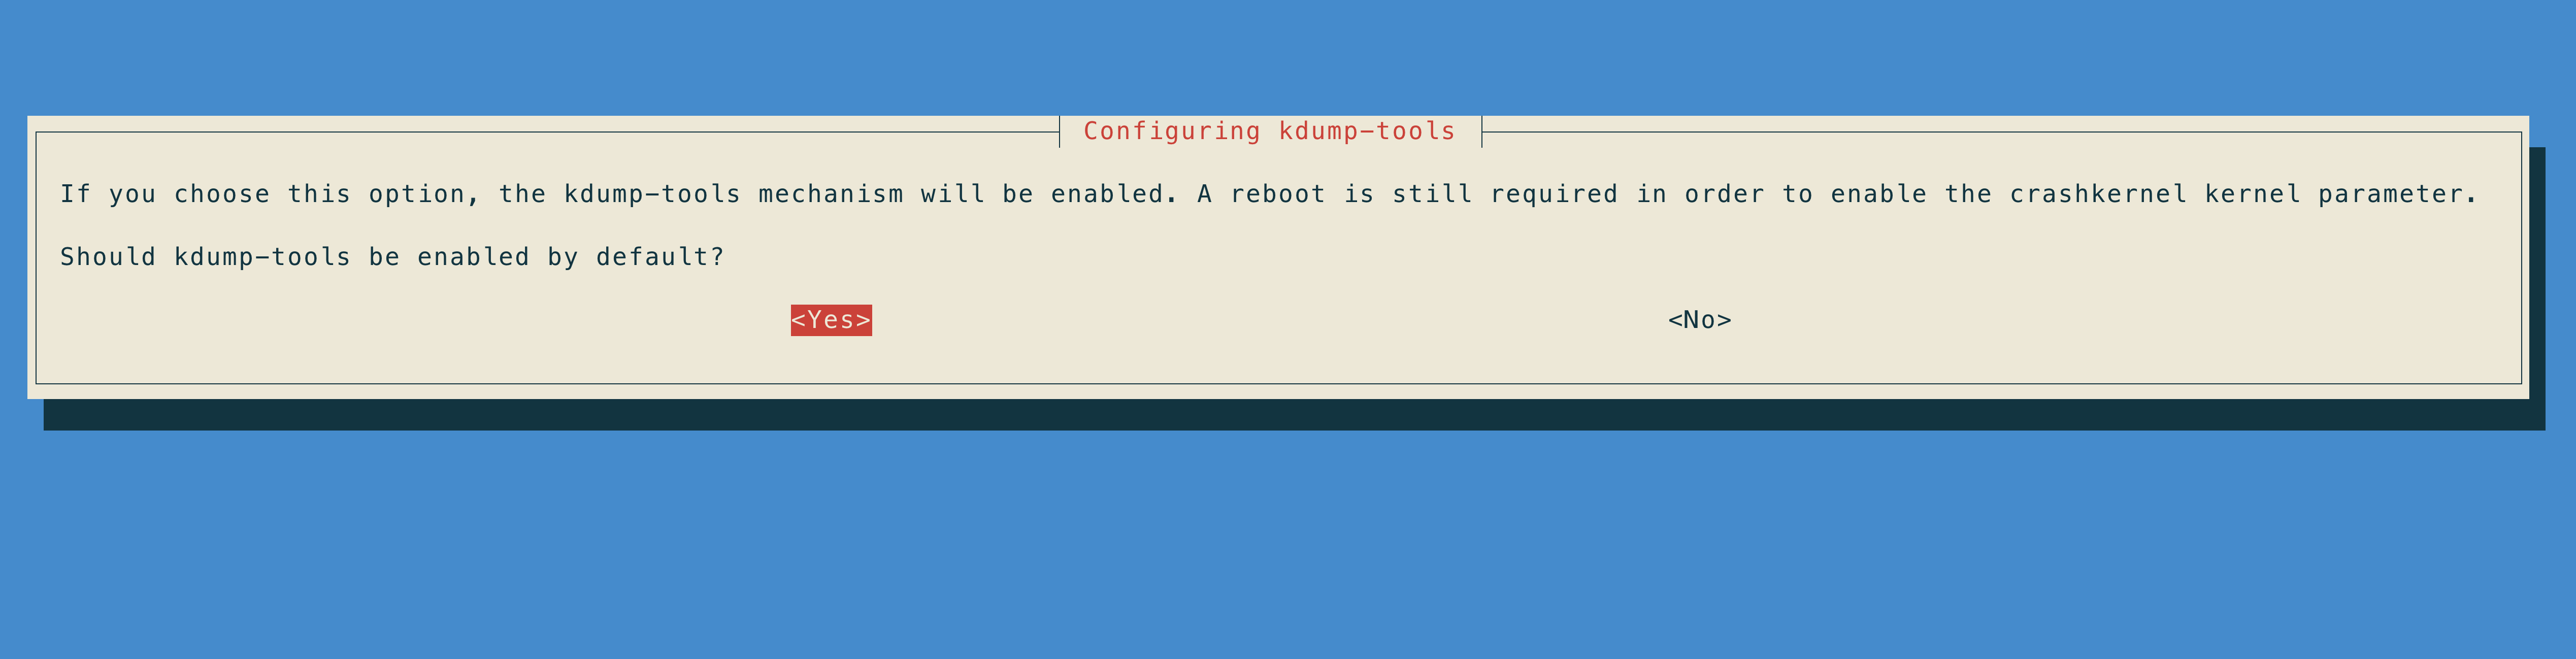 Configuring kdump-tools
If you choose this option, the kdump-tools mechanism will be enabled. A reboot is still required in order to enable the crashkernel kernel parameter.
Should kdump-tools be enabled by default?
<Yes> <No>